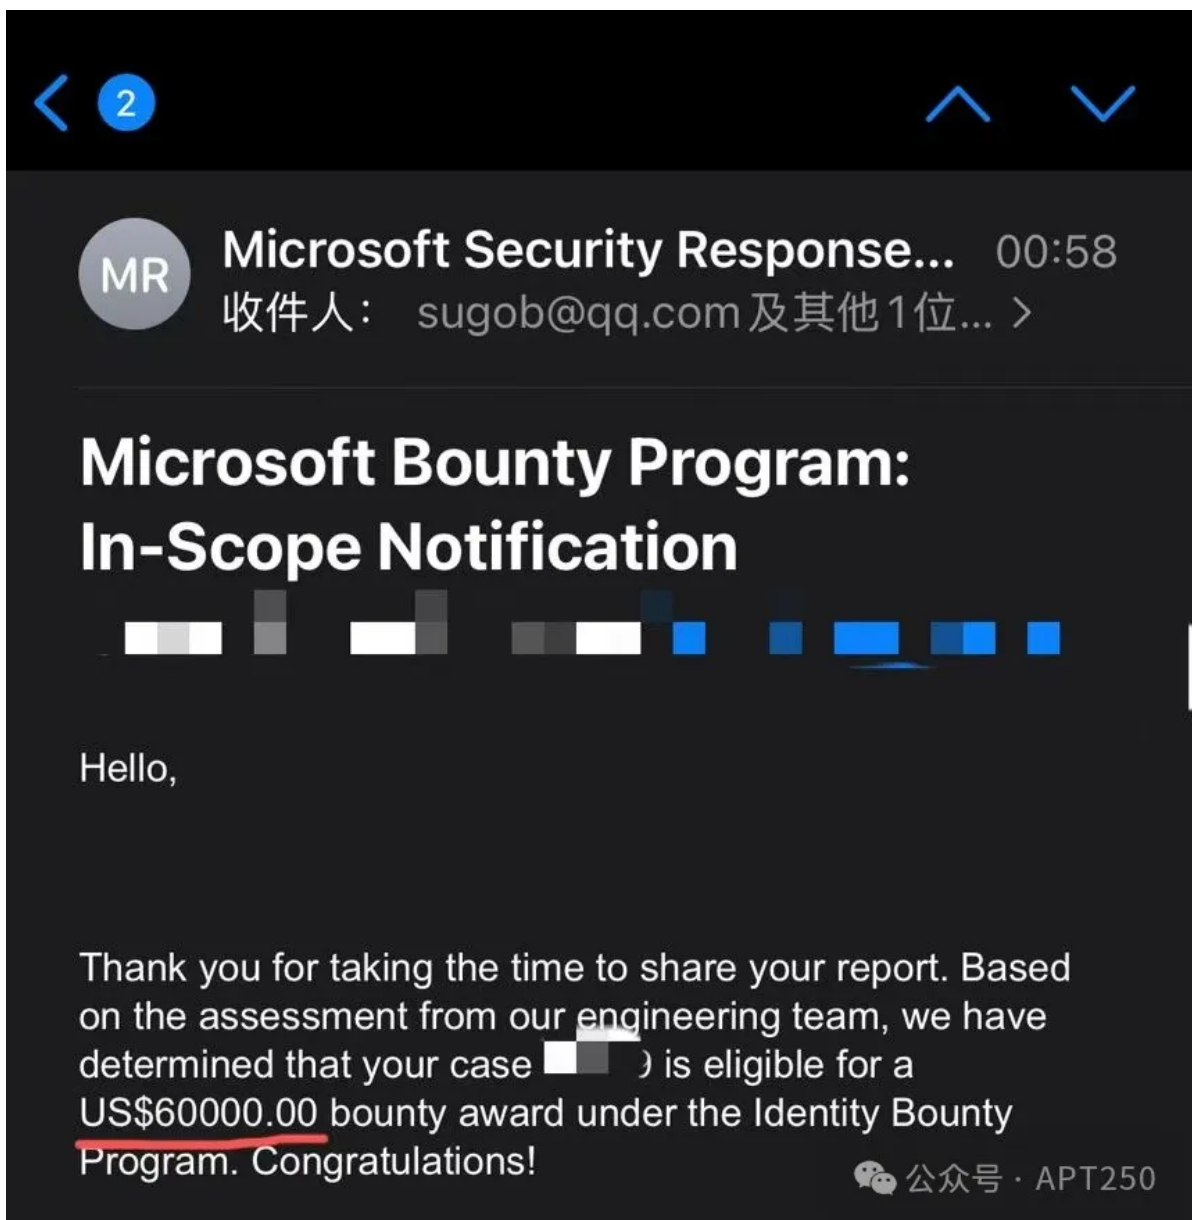 2
MR
Microsoft Security Response... 00:58
收件人： sugob@qq.com及其他1位...
Microsoft Bounty Program:
In-Scope Notification
Hello,
Thank you for taking the time to share your report. Based
on the assessment from our engineering team, we have
determined that your case 9 is eligible for a
US$60000.00 bounty award under the Identity Bounty
Program. Congratulations!
公众号 · APT250